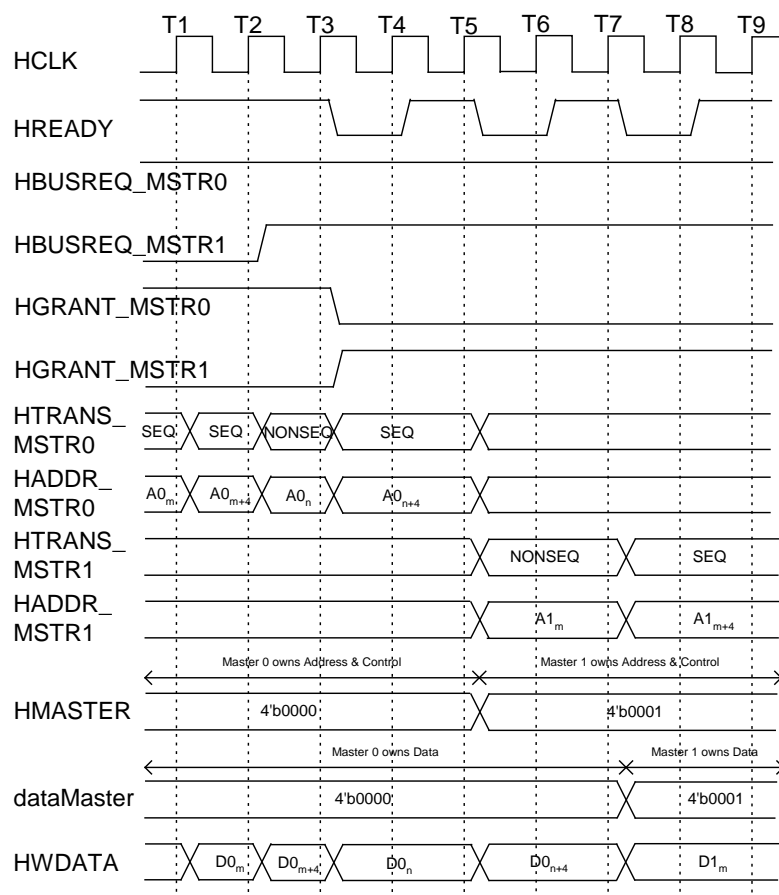 T1 T2 T3 T4 T5 T6 T7 T8 T9
HCLK
HREADY
HBUSREQ_MSTR0
HBUSREQ_MSTR1
HGRANT_MSTR0
HGRANT_MSTR1
HTRANS_
MSTR0
SEQ SEQ NONSEQ SEQ
HADDR_
MSTR0
A0m A0m+4 A0n A0n+4
HTRANS_
MSTR1
NONSEQ SEQ
HADDR_
MSTR1
A1m A1m+4
Master 0 owns Address & Control Master 1 owns Address & Control
HMASTER 4'b0000 4'b0001
Master 0 owns Data Master 1 owns Data
dataMaster 4'b0000 4'b0001
HWDATA D0m D0m+4 D0n D0n+4 D1m